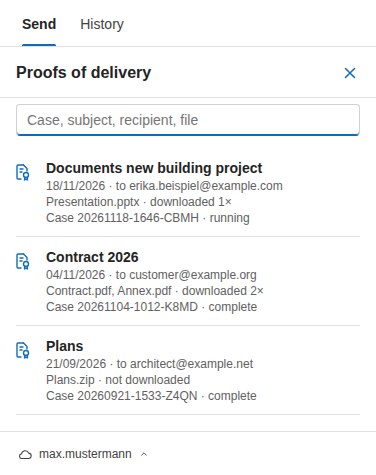 Send History
Proofs of delivery
Case, subject, recipient, file
Documents new building project
18/11/2026 · to erika.beispiel@example.com
Presentation.pptx · downloaded 1×
Case 20261118-1646-CBMH · running
Contract 2026
04/11/2026 · to customer@example.org
Contract.pdf, Annex.pdf · downloaded 2×
Case 20261104-1012-K8MD · complete
Plans
21/09/2026 · to architect@example.net
Plans.zip · not downloaded
Case 20260921-1533-Z4QN · complete
max.mustermann